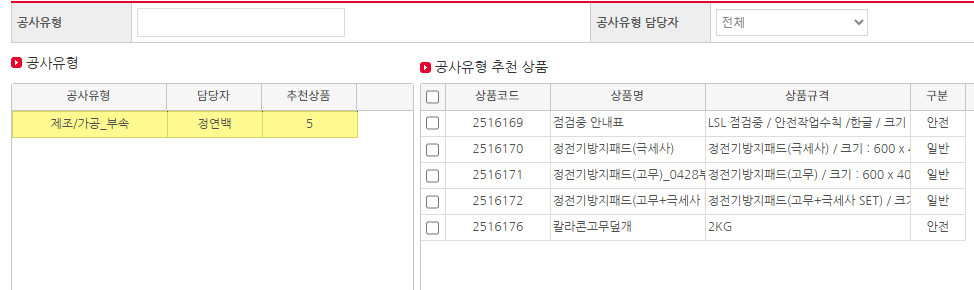 공사유형 공사유형 담당자 전체
공사유형
공사유형 담당자 추천상품
제조/가공_부속 정연백 5
공사유형 추천 상품
상품코드 상품명 상품규격 구분
2516169 점검중 안내표 LSL 점검중 / 안전작업수칙 /한글 / 크기 안전
2516170 정전기방지패드(극세사) 정전기방지패드(극세사) / 크기 : 600 x 일반
2516171 정전기방지패드(고무)_0428부 정전기방지패드(고무) / 크기 : 600 x 40 일반
2516172 정전기방지패드(고무+극세사 정전기방지패드(고무+극세사 SET) / 크기 일반
2516176 칼라콘고무덮개 2KG 안전